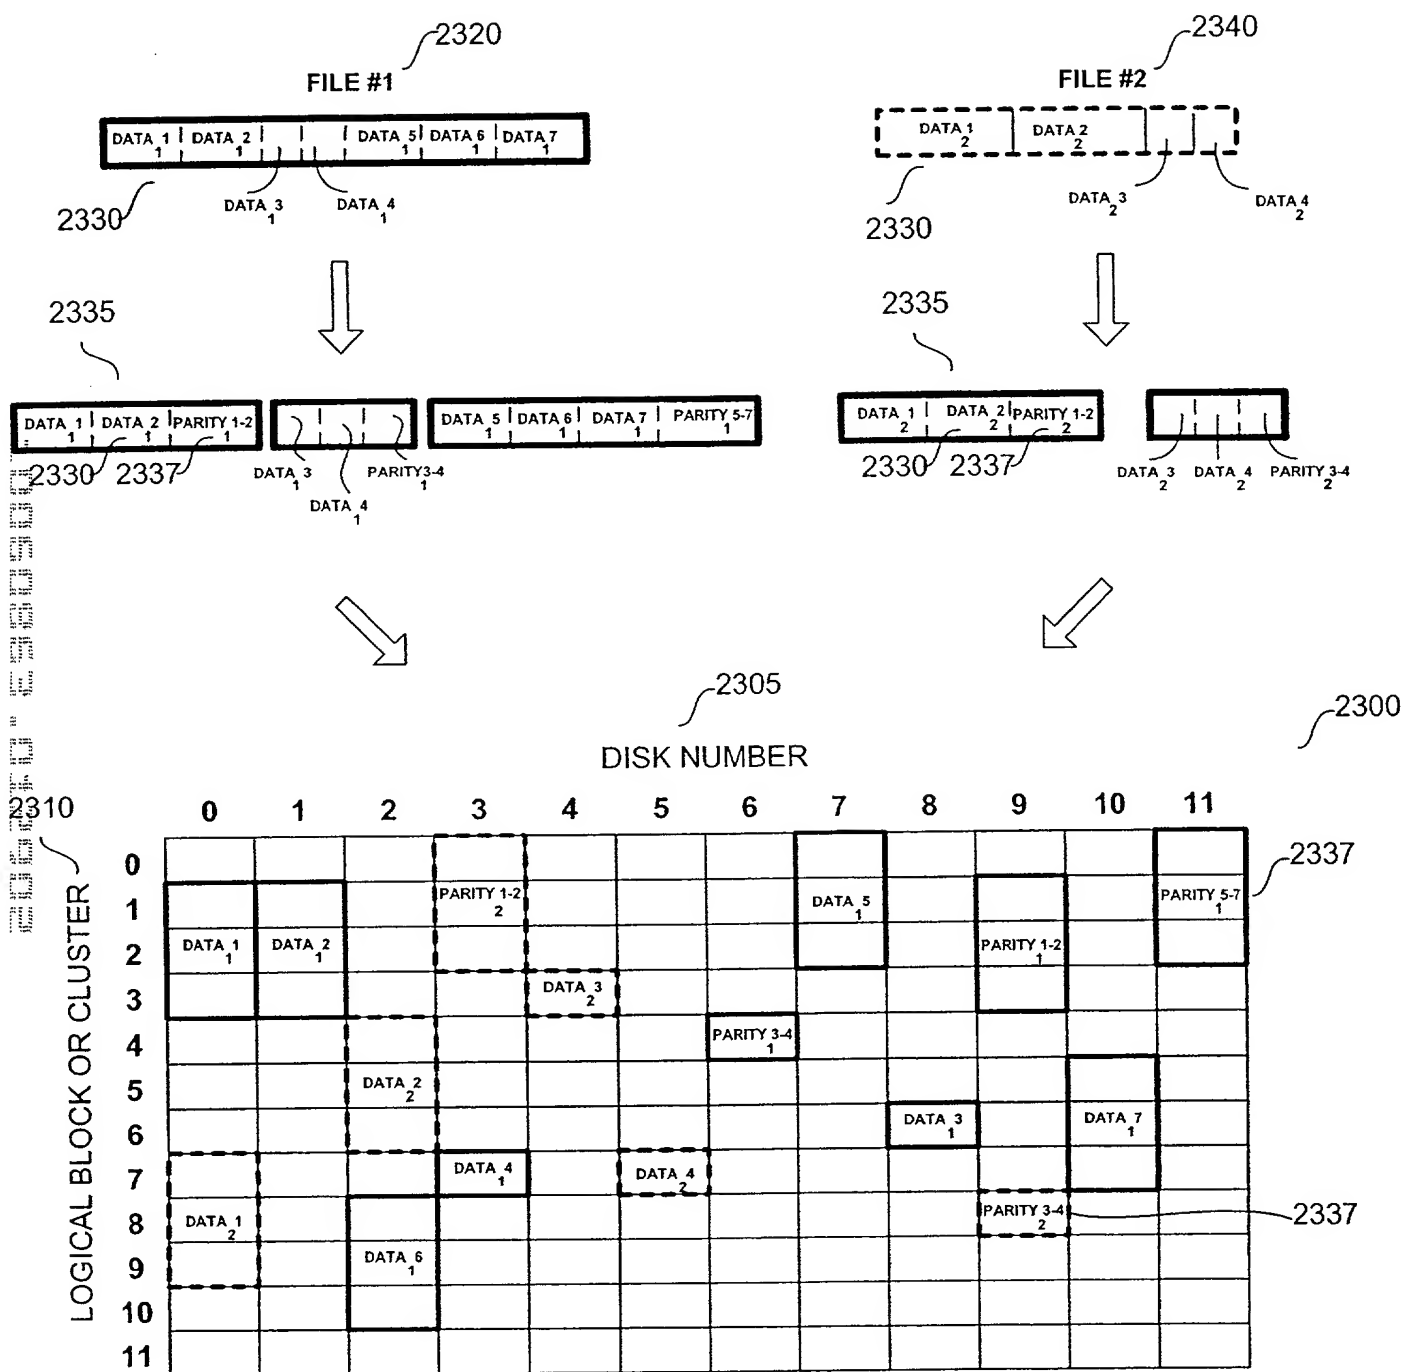 2320
2340
FILE #1
FILE #2
DATA 1 1
DATA 2 1
DATA 5 1
DATA 6 1
DATA 7 1
DATA 1 2
DATA 2 2
2330
DATA 3 1
DATA 4 1
2330
DATA 3 2
DATA 4 2
2335
2335
DATA 1 1
DATA 2 1
PARITY 1-2 1
DATA 5 1
DATA 6 1
DATA 7 1
PARITY 5-7 1
DATA 1 2
DATA 2 2
PARITY 1-2 2
2330
2337
DATA 3 1
DATA 4 1
PARITY3-4 1
2330
2337
DATA 3 2
DATA 4 2
PARITY 3-4 2
2305
2300
DISK NUMBER
2310
0 1 2 3 4 5 6 7 8 9 10 11
LOGICAL BLOCK OR CLUSTER
0
2337
1
PARITY 1-2 2
DATA 5 1
PARITY 5-7 1
2
DATA 1 1
DATA 2 1
PARITY 1-2 1
3
DATA 3 2
4
PARITY 3-4 1
5
DATA 2 2
6
DATA 3 1
DATA 7 1
7
DATA 4 1
DATA 4 2
8
DATA 1 2
PARITY 3-4 2
2337
9
DATA 6 1
10
11